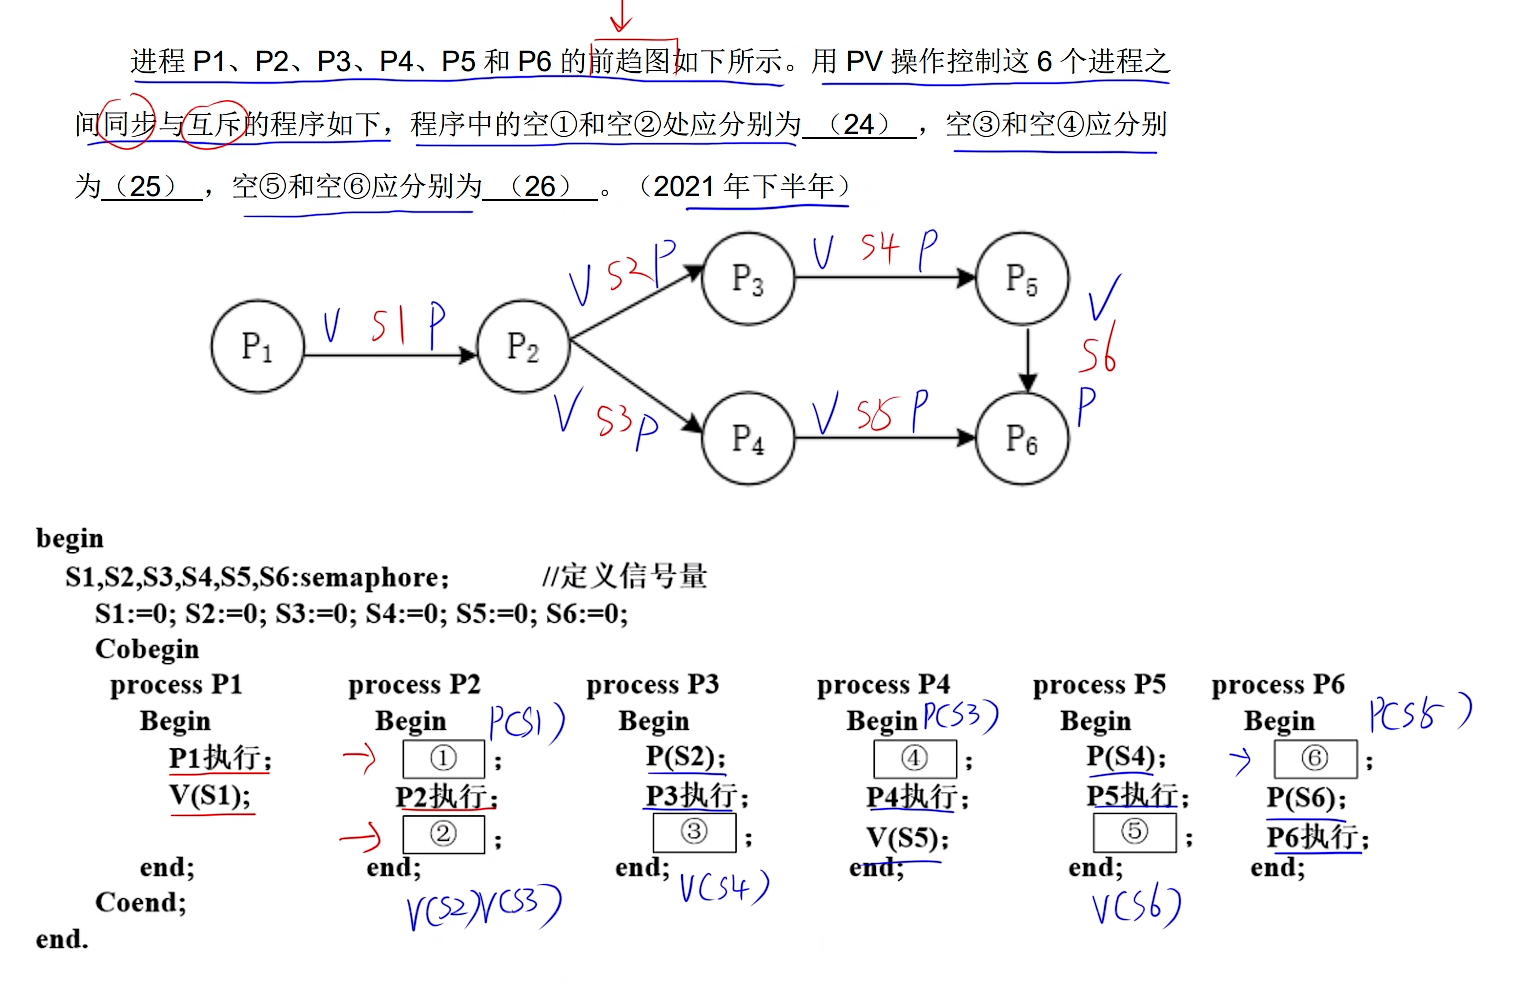 进程 P1、P2、P3、P4、P5 和 P6 的前趋图如下所示。用 PV 操作控制这 6 个进程之
间同步与互斥的程序如下，程序中的空①和空②处应分别为 （24） ，空③和空④应分别
为（25） ，空⑤和空⑥应分别为 （26） 。（2021 年下半年）
V S1 P
V S2 P
V S3 P
V S4 P
V S5 P
V
S6
P
P1 P2 P3 P4 P5 P6
begin
S1,S2,S3,S4,S5,S6:semaphore； //定义信号量
S1:=0; S2:=0; S3:=0; S4:=0; S5:=0; S6:=0;
Cobegin
process P1 process P2 process P3 process P4 process P5 process P6
Begin Begin P(S1) Begin Begin P(S3) Begin Begin P(S5)
P1执行； ① ； P(S2); ④ ； P(S4); ⑥ ；
V(S1); P2执行； P3执行； P4执行； P5执行； P(S6);
② ； ③ ； V(S5); ⑤ ； P6执行；
end; end; end; end; end; end;
V(S2)V(S3) V(S4) V(S6)
Coend;
end.